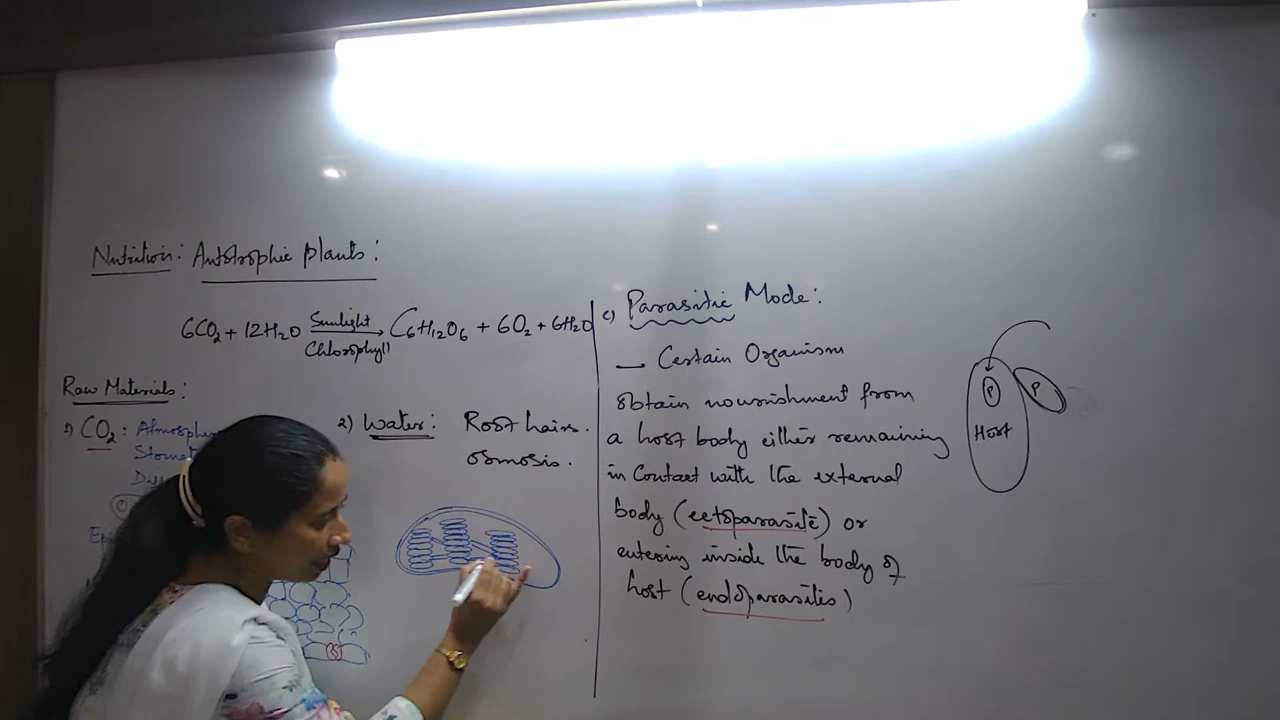 Nutrition: Autotrophic plants:
6CO2 + 12H2O Sunlight Chlorophyll C6H12O6 + 6O2 + 6H2O
Raw Materials:
1) CO2: Atmosphe
Stomat
2) Water: Root hairs.
osmosis.
c) Parasitic Mode:
— Certain Organism
obtain nourishment from
a host body either remaining
in Contact with the external
body (ectoparasite) or
entering inside the body of
host (endoparasites)
P
P
Host